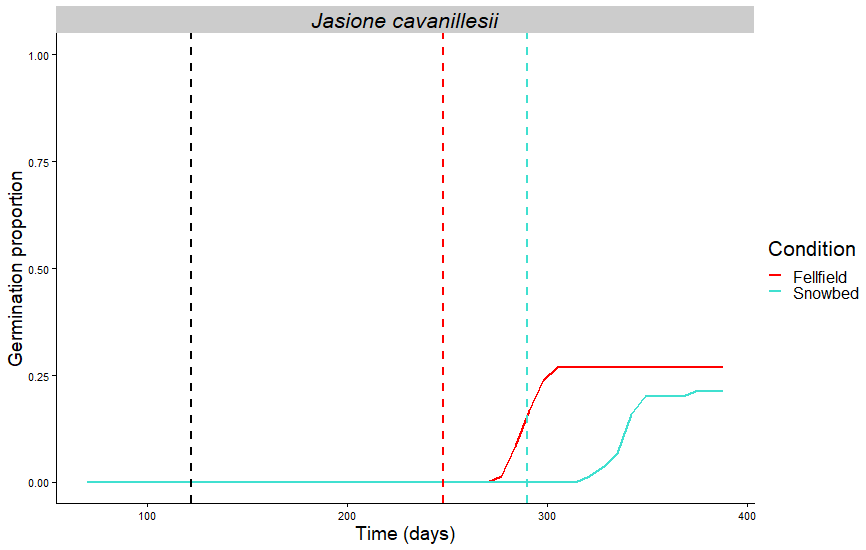 Jasione cavanillesii
Germination proportion
1.00
0.75
0.50
0.25
0.00
100
200
300
400
Time (days)
Condition
Fellfield
Snowbed